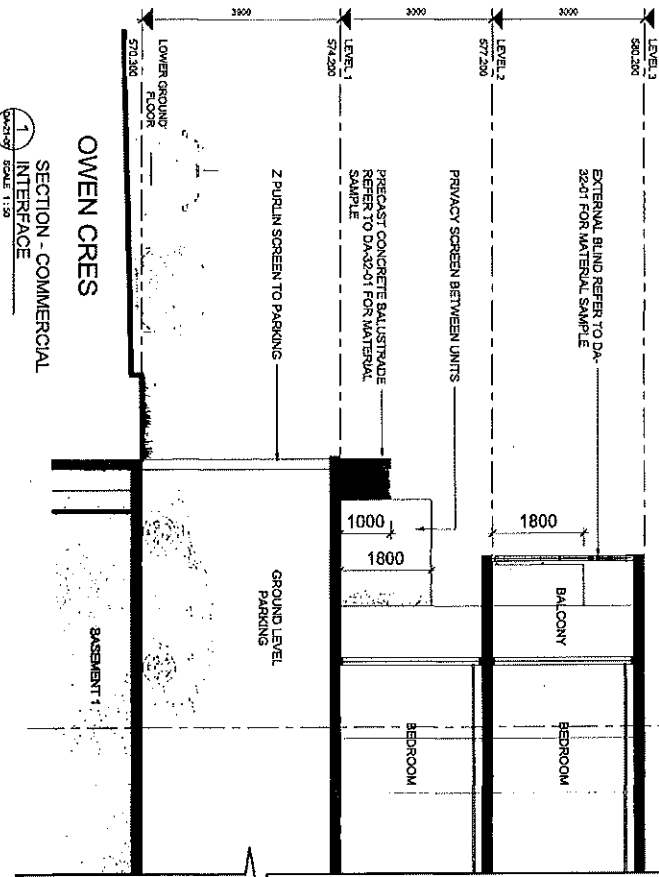 3900
3000
3000
LEVEL 3
580.200
LEVEL 2
577.200
LEVEL 1
574.200
LOWER GROUND
FLOOR
570.300
EXTERNAL BLIND REFER TO DA-
32-01 FOR MATERIAL SAMPLE
PRIVACY SCREEN BETWEEN UNITS
PRECAST CONCRETE BALUSTRADE
REFER TO DA-32-01 FOR MATERIAL
SAMPLE
Z PURLIN SCREEN TO PARKING
1800
1000
1800
BALCONY
BEDROOM
BEDROOM
GROUND LEVEL
PARKING
BASEMENT 1
OWEN CRES
1
SECTION - COMMERCIAL
INTERFACE
SCALE 1:50